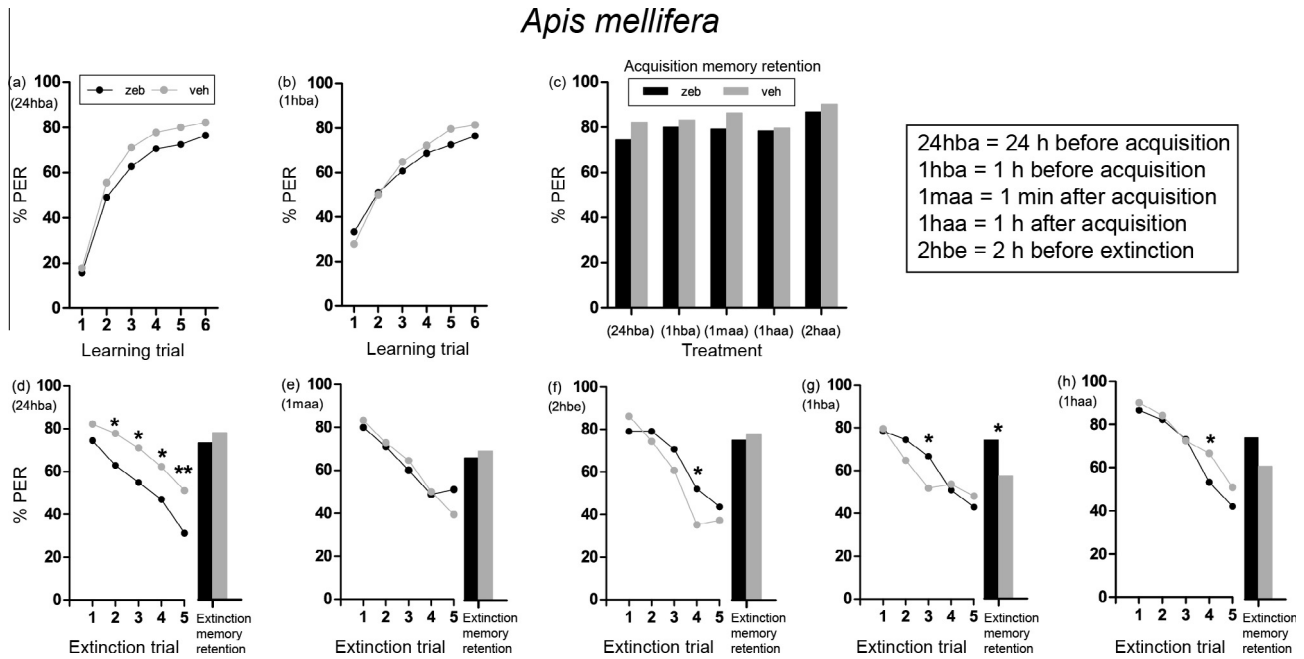 Apis mellifera
(a)
(24hba)
zeb veh
100
80
60
40
20
0
% PER
1 2 3 4 5 6
Learning trial
(b)
(1hba)
100
80
60
40
20
0
% PER
1 2 3 4 5 6
Learning trial
(c)
Acquisition memory retention
zeb veh
100
80
60
40
20
0
% PER
(24hba) (1hba) (1maa) (1haa) (2haa)
Treatment
24hba = 24 h before acquisition
1hba = 1 h before acquisition
1maa = 1 min after acquisition
1haa = 1 h after acquisition
2hbe = 2 h before extinction
(d)
(24hba)
100
80
60
40
20
0
% PER
* * * **
1 2 3 4 5
Extinction trial
Extinction
memory
retention
(e)
(1maa)
100
80
60
40
20
0
1 2 3 4 5
Extinction trial
Extinction
memory
retention
(f)
(2hbe)
100
80
60
40
20
0
*
1 2 3 4 5
Extinction trial
Extinction
memory
retention
(g)
(1hba)
100
80
60
40
20
0
* *
1 2 3 4 5
Extinction trial
Extinction
memory
retention
(h)
(1haa)
100
80
60
40
20
0
*
1 2 3 4 5
Extinction trial
Extinction
memory
retention